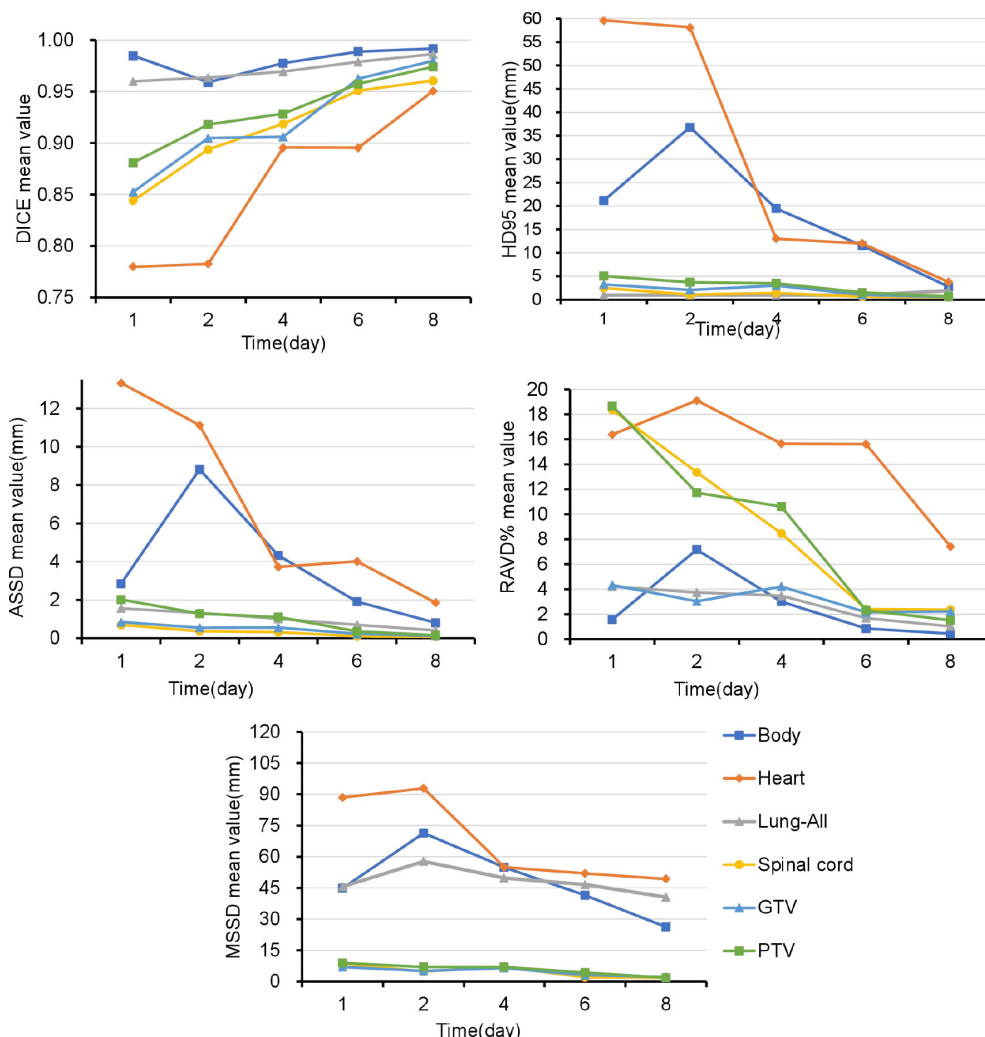 DICE mean value
1.00
0.95
0.90
0.85
0.80
0.75
1 2 4 6 8
Time(day)
HD95 mean value(mm)
60
55
50
45
40
35
30
25
20
15
10
5
0
1 2 4 6 8
Time(day)
ASSD mean value(mm)
12
10
8
6
4
2
0
1 2 4 6 8
Time(day)
RAVD% mean value
20
18
16
14
12
10
8
6
4
2
0
1 2 4 6 8
Time(day)
MSSD mean value(mm)
120
105
90
75
60
45
30
15
0
1 2 4 6 8
Time(day)
Body
Heart
Lung-All
Spinal cord
GTV
PTV